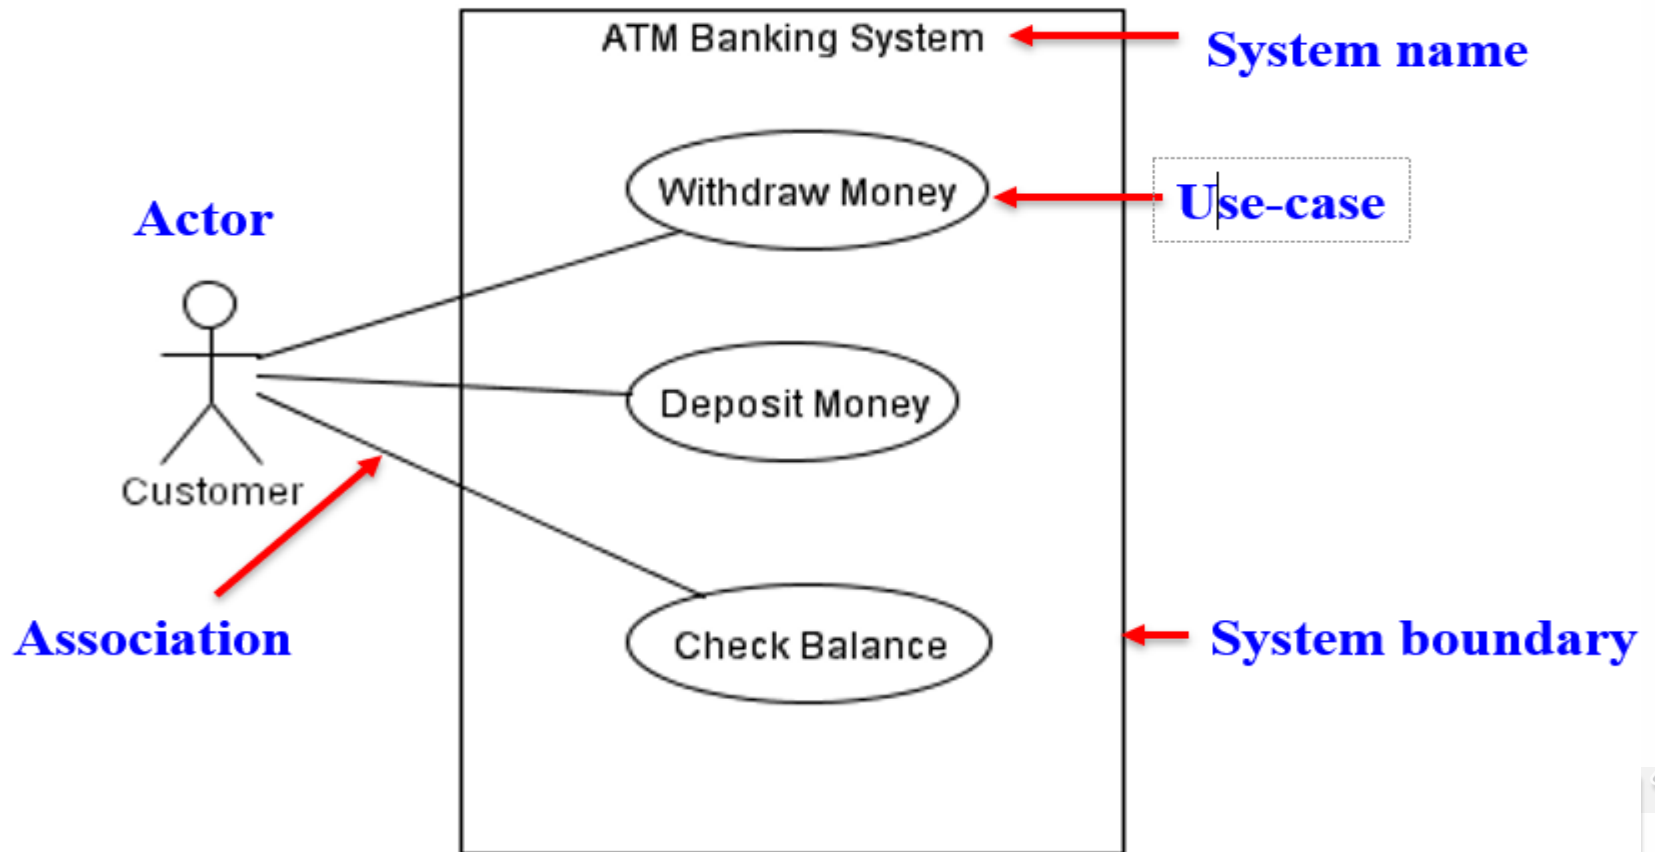 ATM Banking System
System name
Withdraw Money
Use-case
Actor
Deposit Money
Customer
Association
Check Balance
System boundary